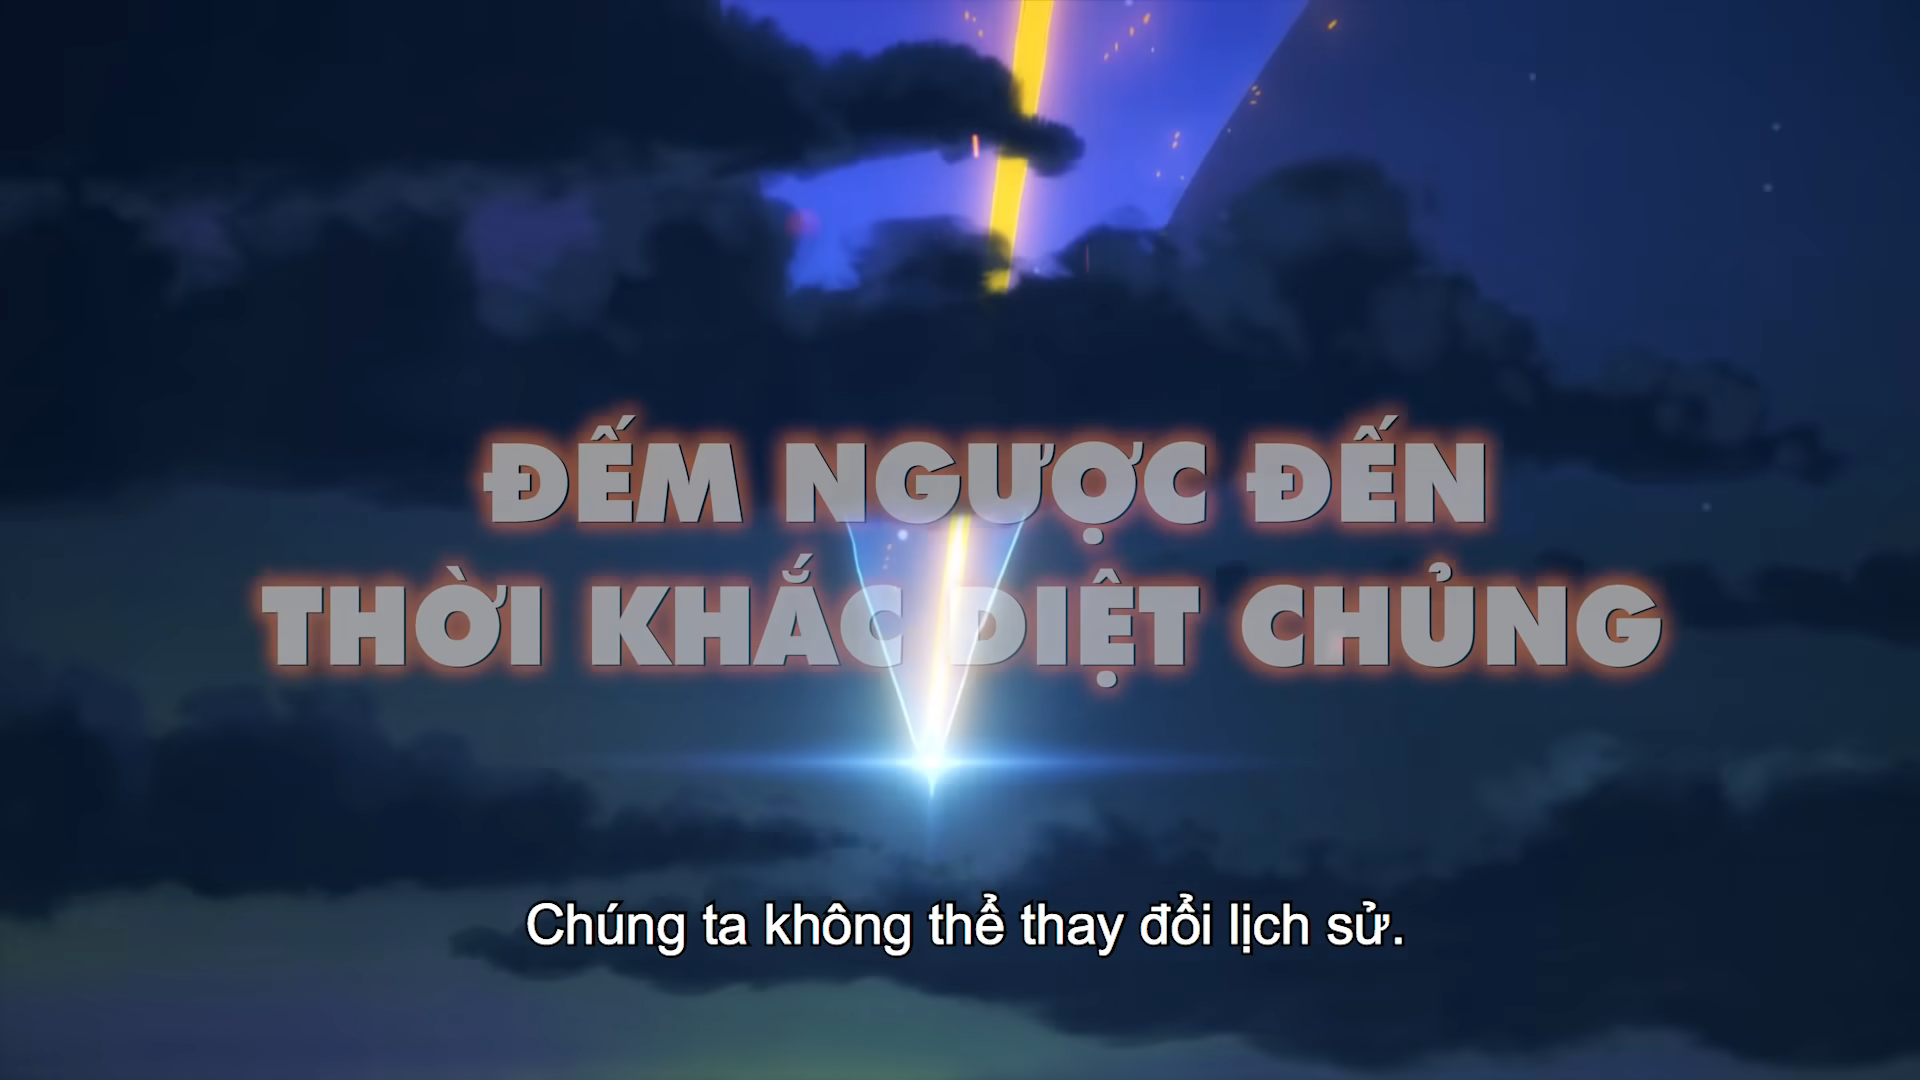 ĐẾM NGƯỢC ĐẾN
THỜI KHẮC DIỆT CHỦNG
Chúng ta không thể thay đổi lịch sử.